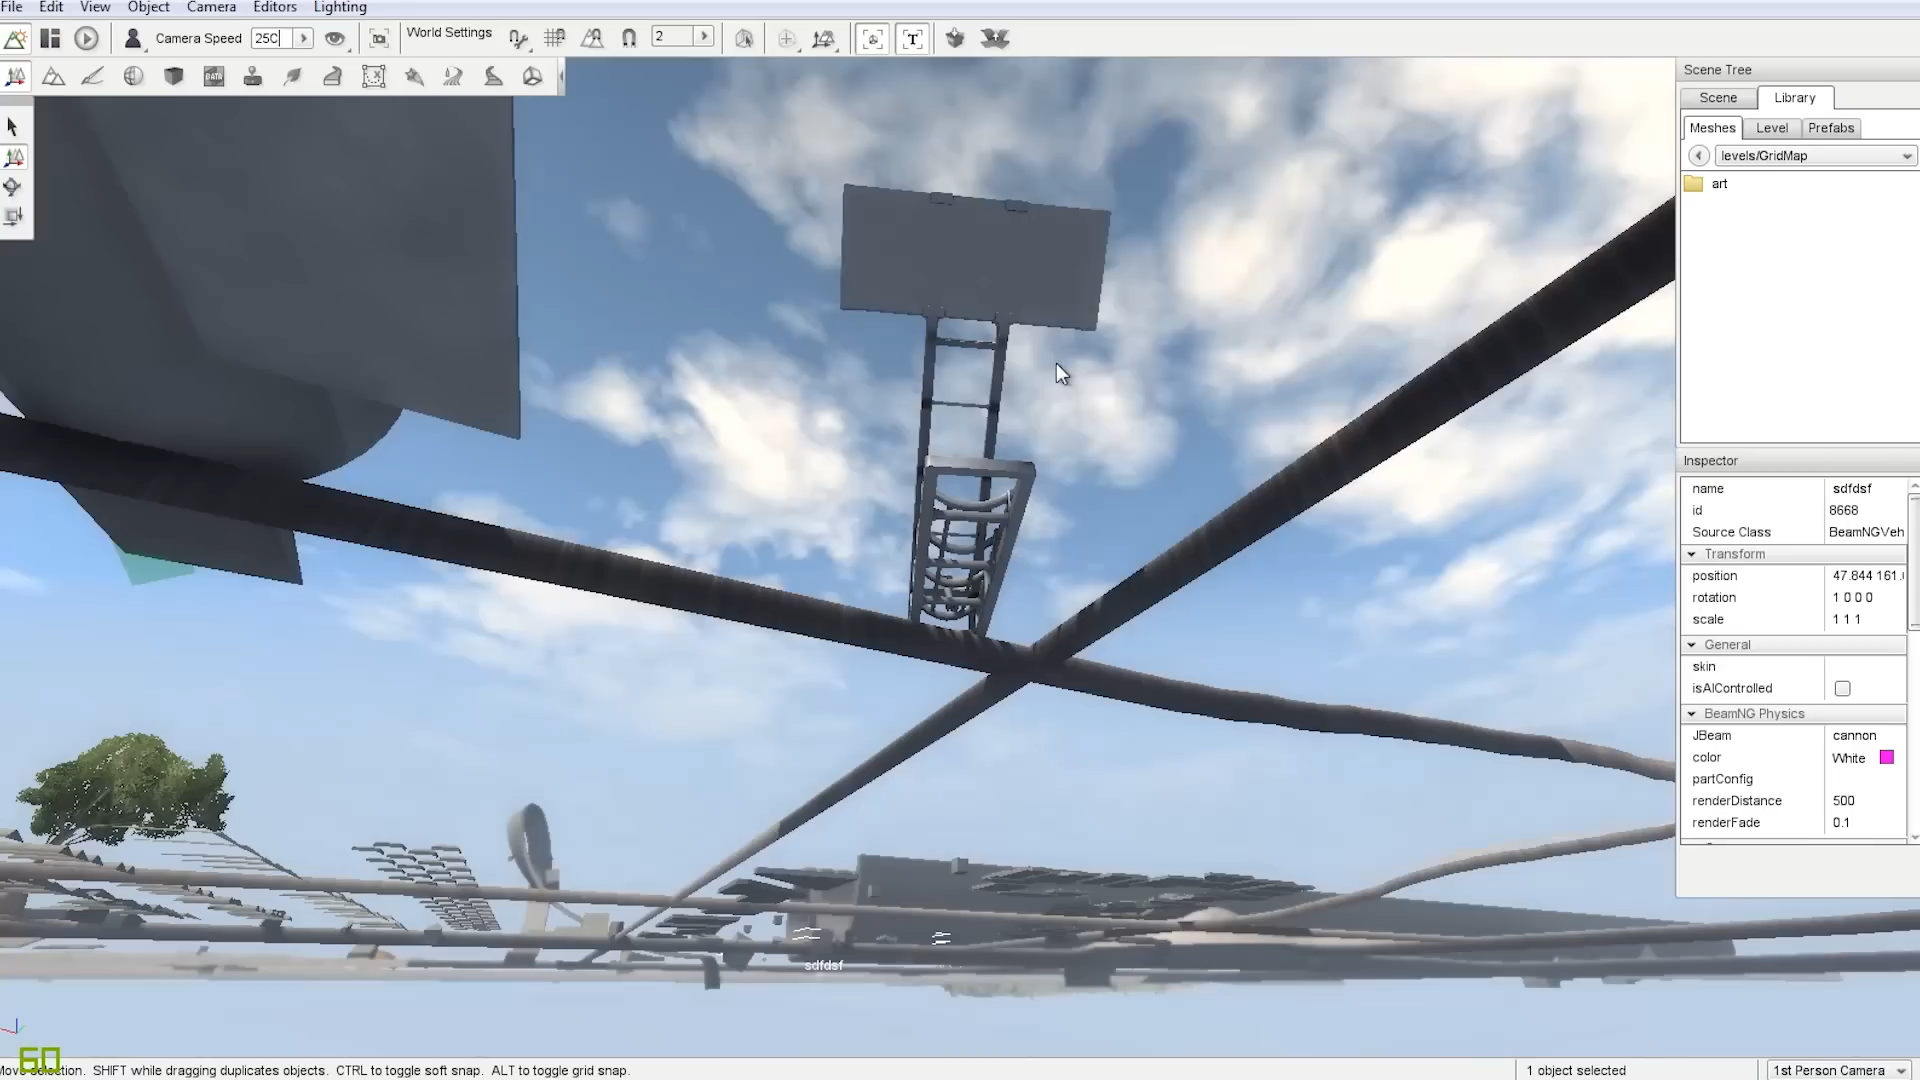 File Edit View Object Camera Editors Lighting
Camera Speed 25C World Settings 2 T
DATA
Scene Tree
Scene Library
Meshes Level Prefabs
levels/GridMap
art
Inspector
name sdfdsf
id 8668
Source Class BeamNGVeh
Transform
position 47.844 161.
rotation 1 0 0 0
scale 1 1 1
General
skin
isAIControlled
BeamNG Physics
JBeam cannon
color White
partConfig
renderDistance 500
renderFade 0.1
sdfdsf
60
Move selection. SHIFT while dragging duplicates objects. CTRL to toggle soft snap. ALT to toggle grid snap. 1 object selected 1st Person Camera